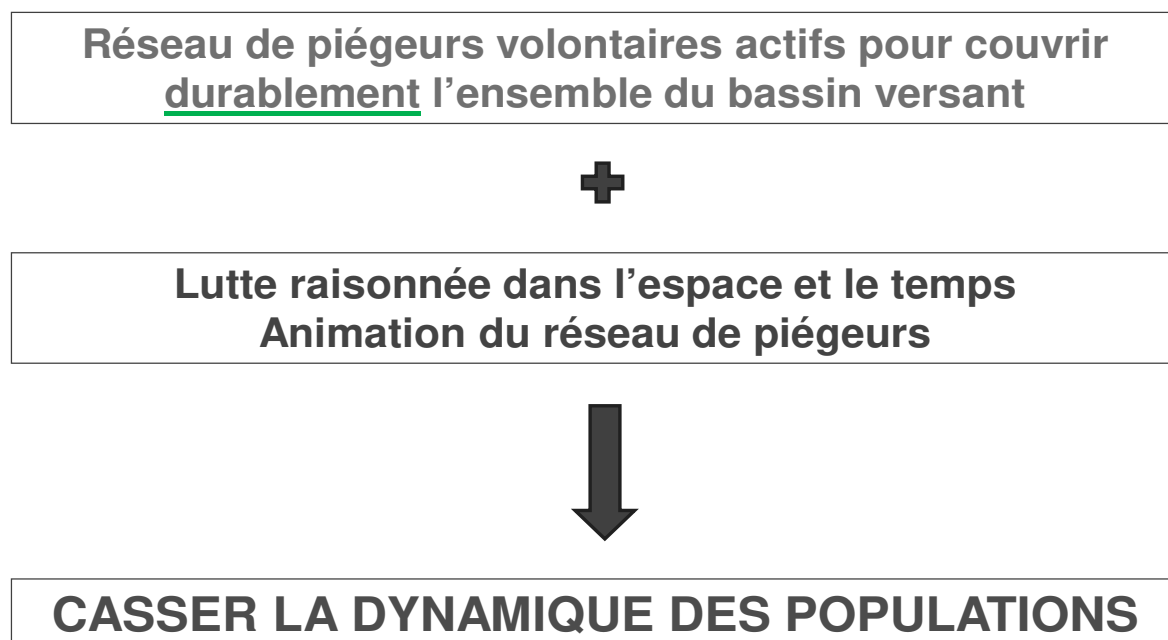 Réseau de piégeurs volontaires actifs pour couvrir
durablement l’ensemble du bassin versant
Lutte raisonnée dans l’espace et le temps
Animation du réseau de piégeurs
CASSER LA DYNAMIQUE DES POPULATIONS